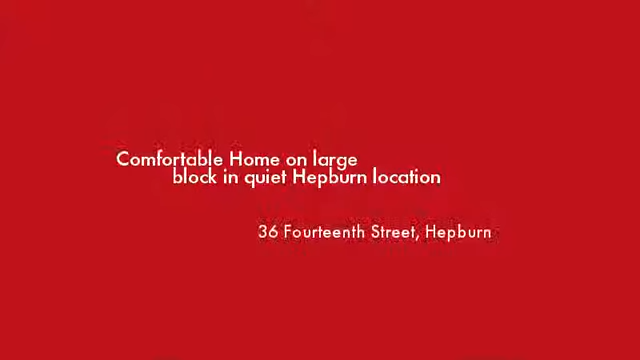 Comfortable Home on large
block in quiet Hepburn location
36 Fourteenth Street, Hepburn